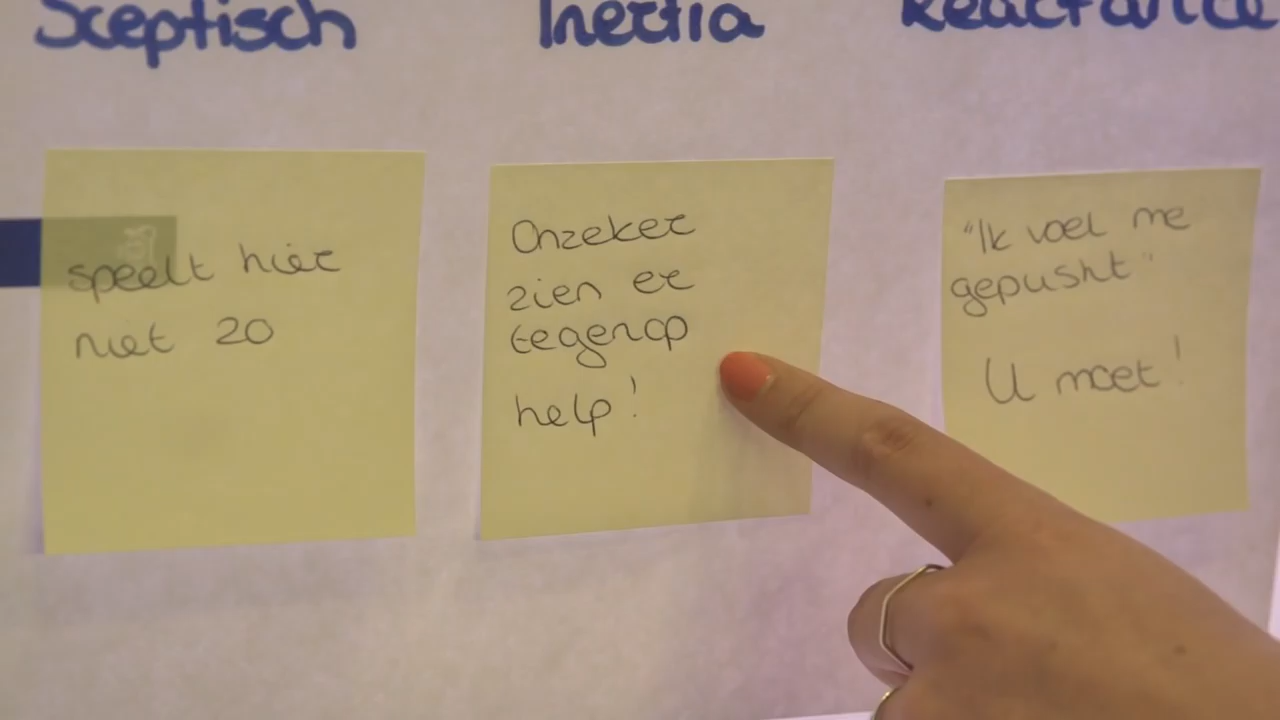 Sceptisch
Inertia
Reactance
speelt hier
niet zo
Onzeker
zien er
tegenop
help!
"Ik voel me
gepusht"
U moet!